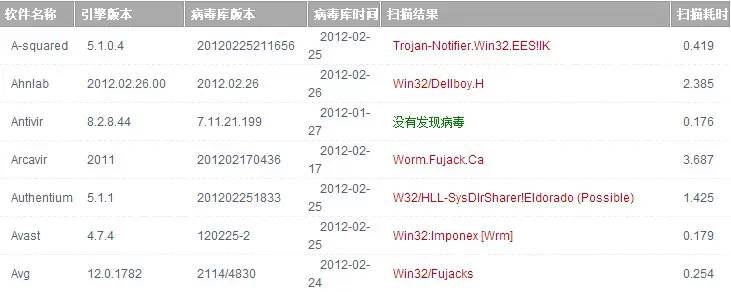 软件名称 引擎版本 病毒库版本 病毒库时间 扫描结果 扫描耗时
A-squared 5.1.0.4 20120225211656 2012-02-25 Trojan-Notifier.Win32.EES!IK 0.419
Ahnlab 2012.02.26.00 2012.02.26 2012-02-26 Win32/Dellboy.H 2.385
Antivir 8.2.8.44 7.11.21.199 2012-01-27 没有发现病毒 0.176
Arcavir 2011 201202170436 2012-02-17 Worm.Fujack.Ca 3.687
Authentium 5.1.1 201202251833 2012-02-25 W32/HLL-SysDIrSharer!Eldorado (Possible) 1.425
Avast 4.7.4 120225-2 2012-02-25 Win32:Imponex [Wrm] 0.179
Avg 12.0.1782 2114/4830 2012-02-24 Win32/Fujacks 0.254